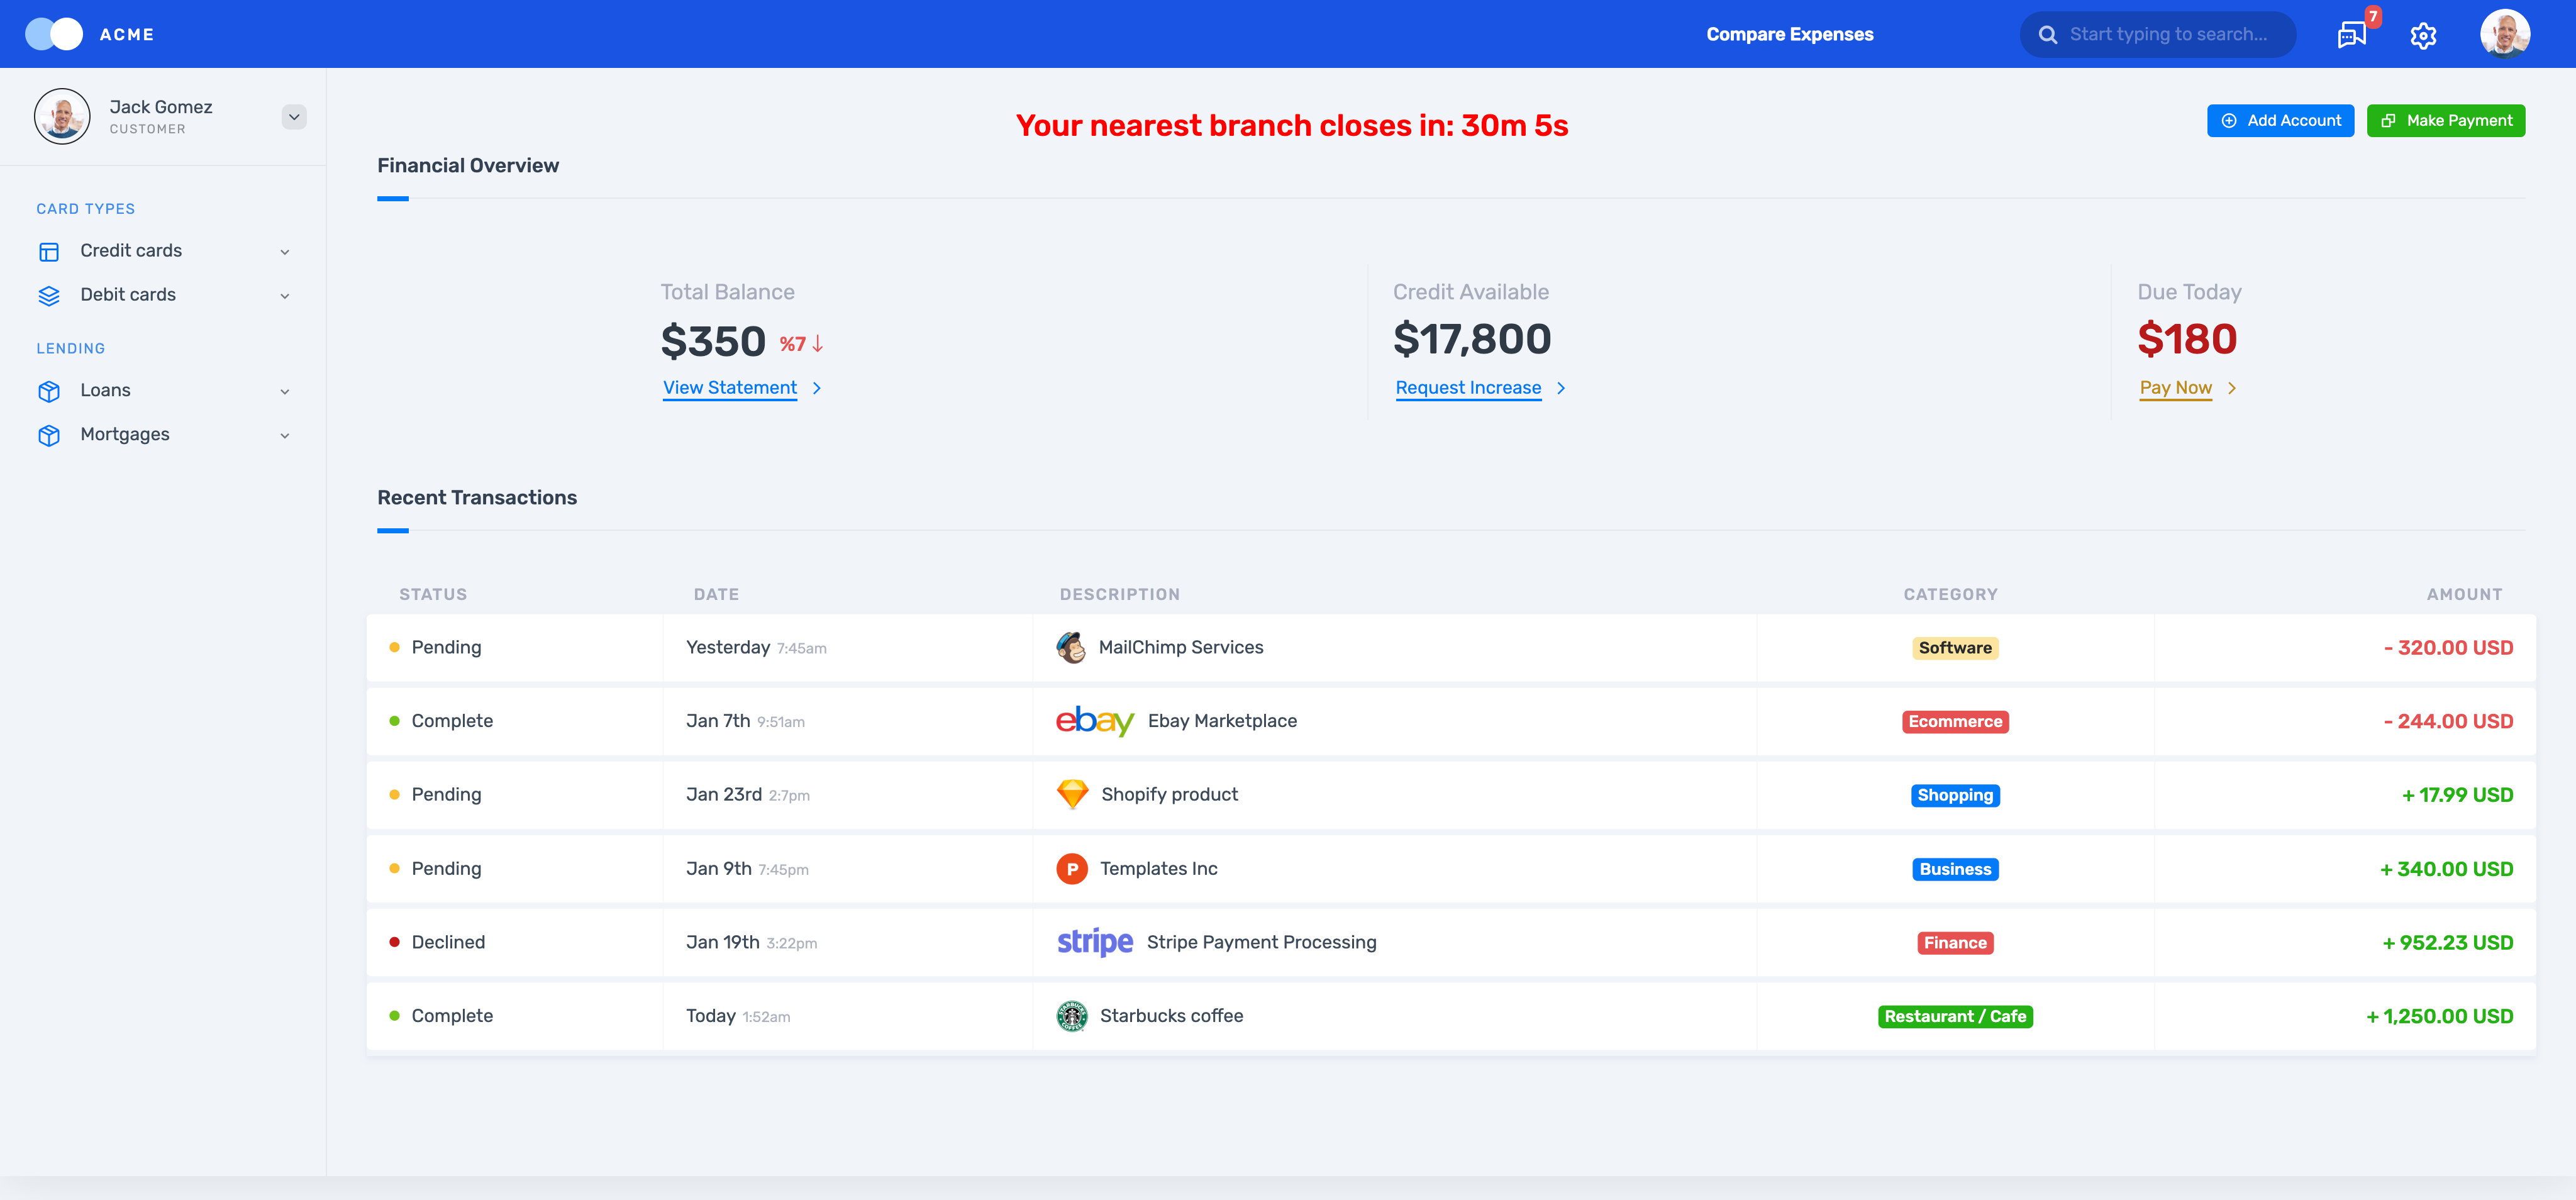 ACME
Compare Expenses
Start typing to search...
7
Jack Gomez
CUSTOMER
CARD TYPES
Credit cards
Debit cards
LENDING
Loans
Mortgages
Your nearest branch closes in: 30m 5s
Add Account
Make Payment
Financial Overview
Total Balance
$350 %7
View Statement
Credit Available
$17,800
Request Increase
Due Today
$180
Pay Now
Recent Transactions
STATUS DATE DESCRIPTION CATEGORY AMOUNT
Pending Yesterday 7:45am MailChimp Services Software - 320.00 USD
Complete Jan 7th 9:51am ebay Ebay Marketplace Ecommerce - 244.00 USD
Pending Jan 23rd 2:7pm Shopify product Shopping + 17.99 USD
Pending Jan 9th 7:45pm P Templates Inc Business + 340.00 USD
Declined Jan 19th 3:22pm stripe Stripe Payment Processing Finance + 952.23 USD
Complete Today 1:52am STARBUCKS COFFEE Starbucks coffee Restaurant / Cafe + 1,250.00 USD